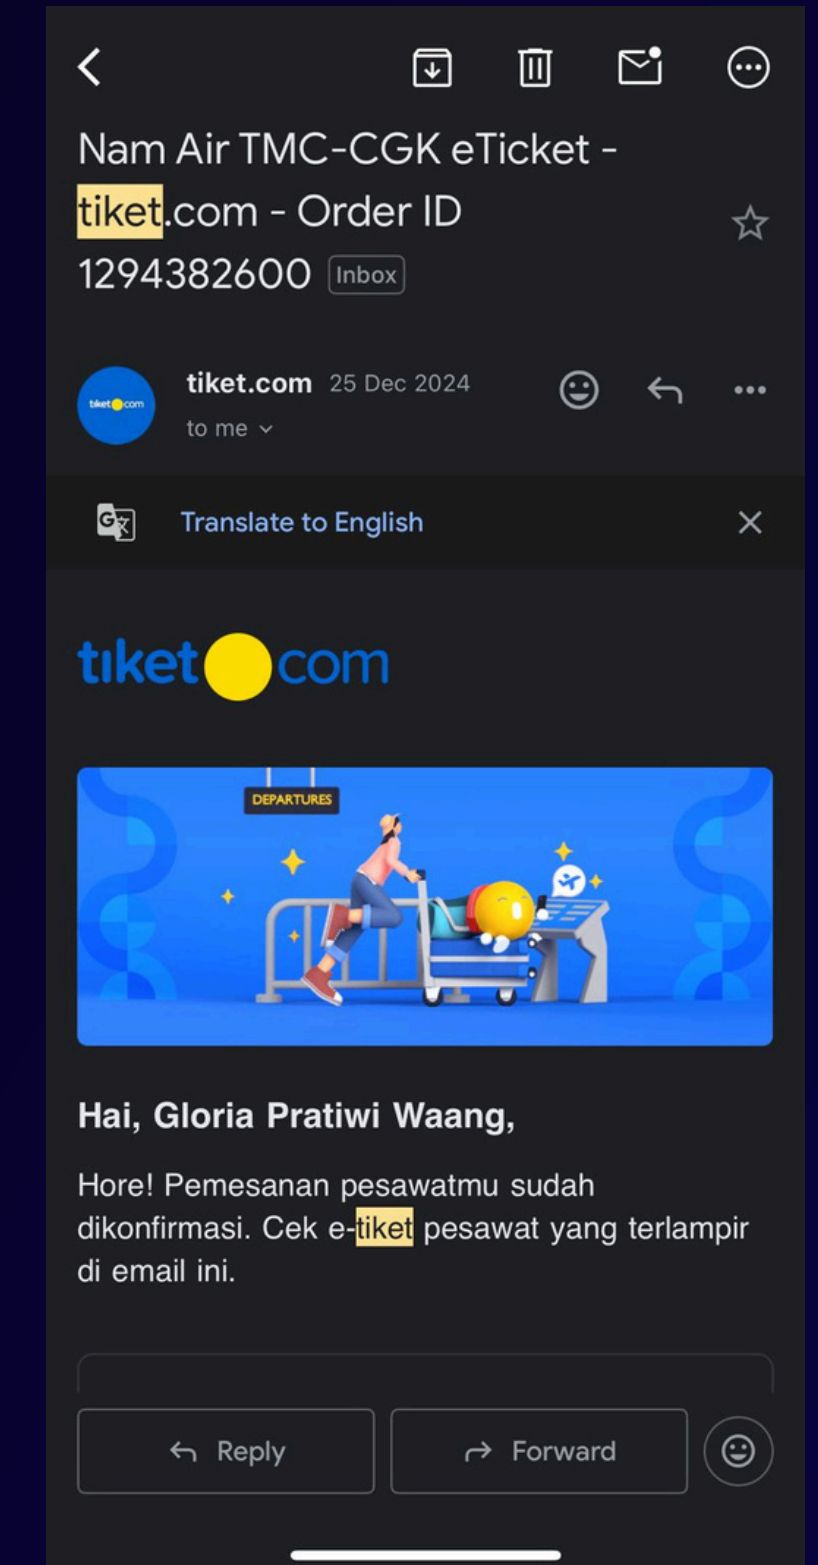 Nam Air TMC-CGK eTicket -
tiket.com - Order ID
1294382600 Inbox
tiket.com 25 Dec 2024
to me
tiket com
Translate to English
tiket com
DEPARTURES
Hai, Gloria Pratiwi Waang,
Hore! Pemesanan pesawatmu sudah
dikonfirmasi. Cek e-tiket pesawat yang terlampir
di email ini.
Reply
Forward